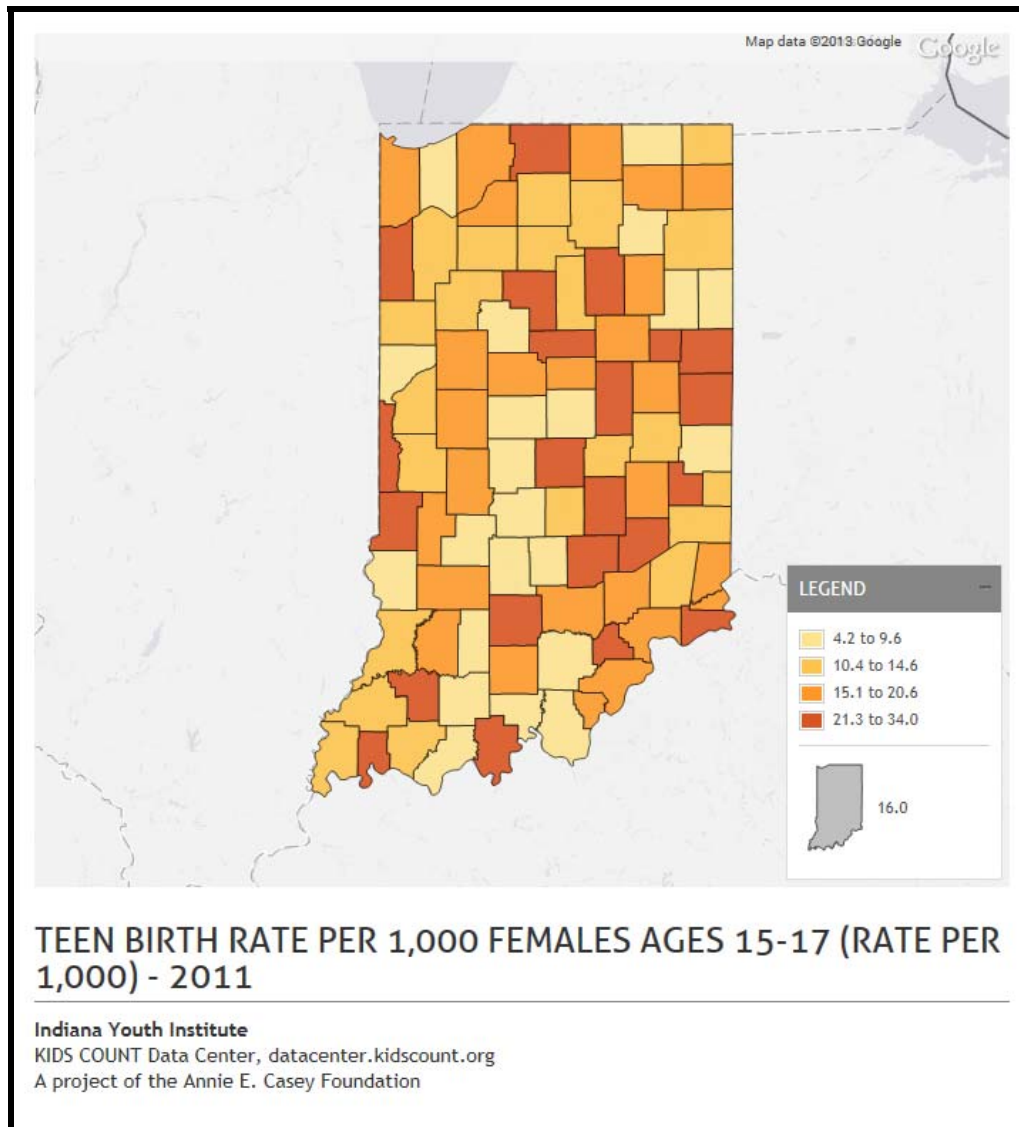 Map data ©2013 Google
Google
LEGEND
4.2 to 9.6
10.4 to 14.6
15.1 to 20.6
21.3 to 34.0
16.0
TEEN BIRTH RATE PER 1,000 FEMALES AGES 15-17 (RATE PER
1,000) - 2011
Indiana Youth Institute
KIDS COUNT Data Center, datacenter.kidscount.org
A project of the Annie E. Casey Foundation